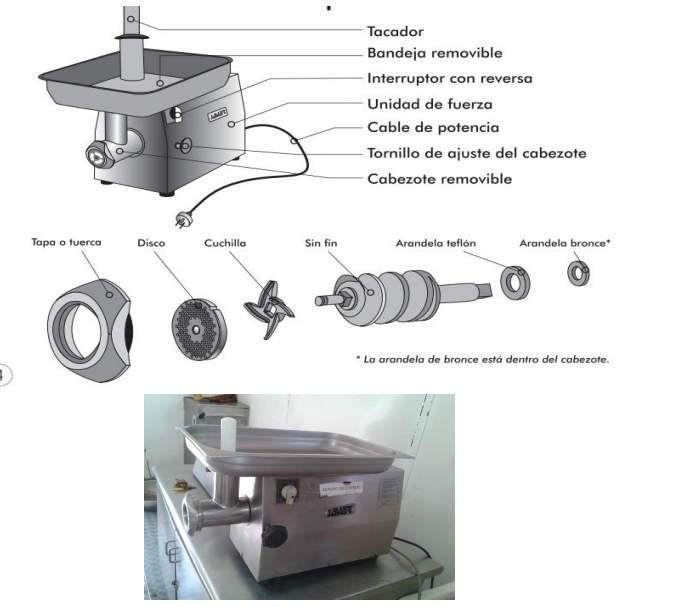 Tacador
Bandeja removible
Interruptor con reversa
Unidad de fuerza
Cable de potencia
Tornillo de ajuste del cabezote
Cabezote removible
Tapa o tuerca Disco Cuchilla Sin fin Arandela teflón Arandela bronce*
* La arandela de bronce está dentro del cabezote.
JAVAR